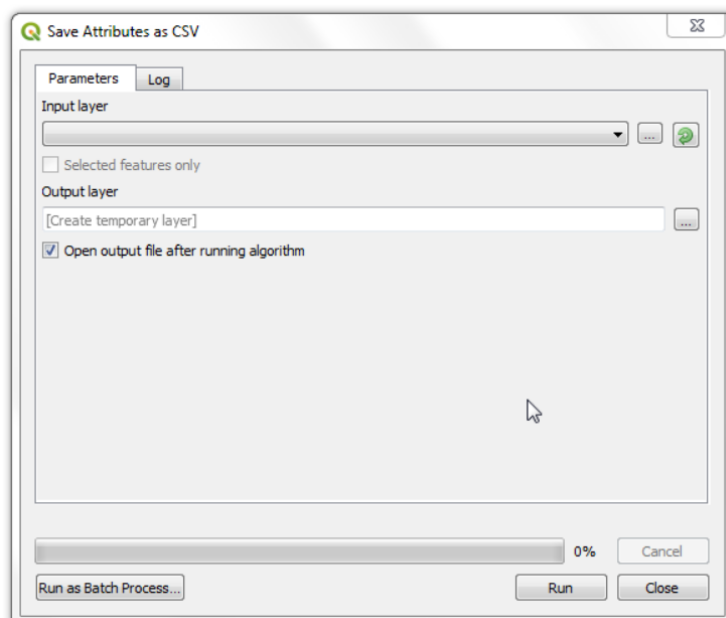 Save Attributes as CSV
Parameters Log
Input layer
...
Selected features only
Output layer
[Create temporary layer] ...
Open output file after running algorithm
0% Cancel
Run as Batch Process... Run Close